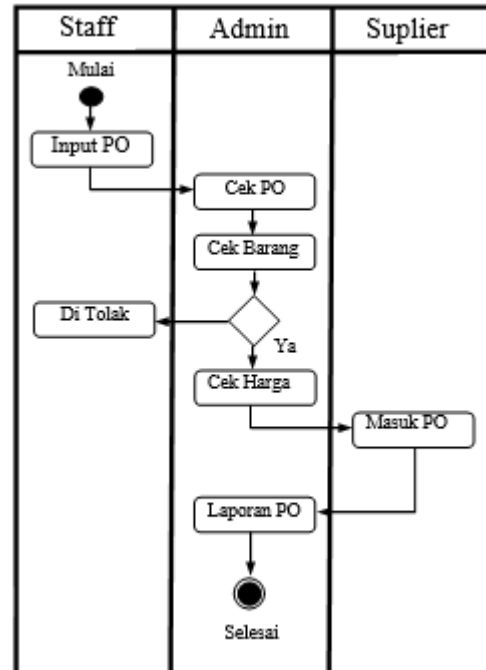 Staff
Admin
Suplier
Mulai
Input PO
Cek PO
Cek Barang
Di Tolak
Ya
Cek Harga
Masuk PO
Laporan PO
Selesai